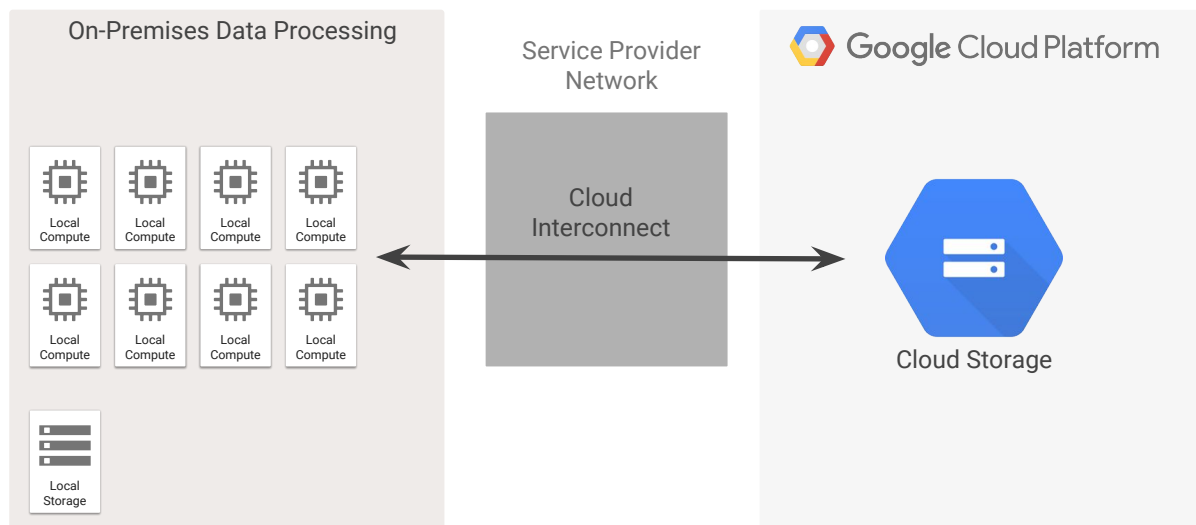 On-Premises Data Processing
Service Provider
Network
Google Cloud Platform
Cloud
Interconnect
Local
Compute
Local
Compute
Local
Compute
Local
Compute
Local
Compute
Local
Compute
Local
Compute
Local
Compute
Local
Storage
Cloud Storage